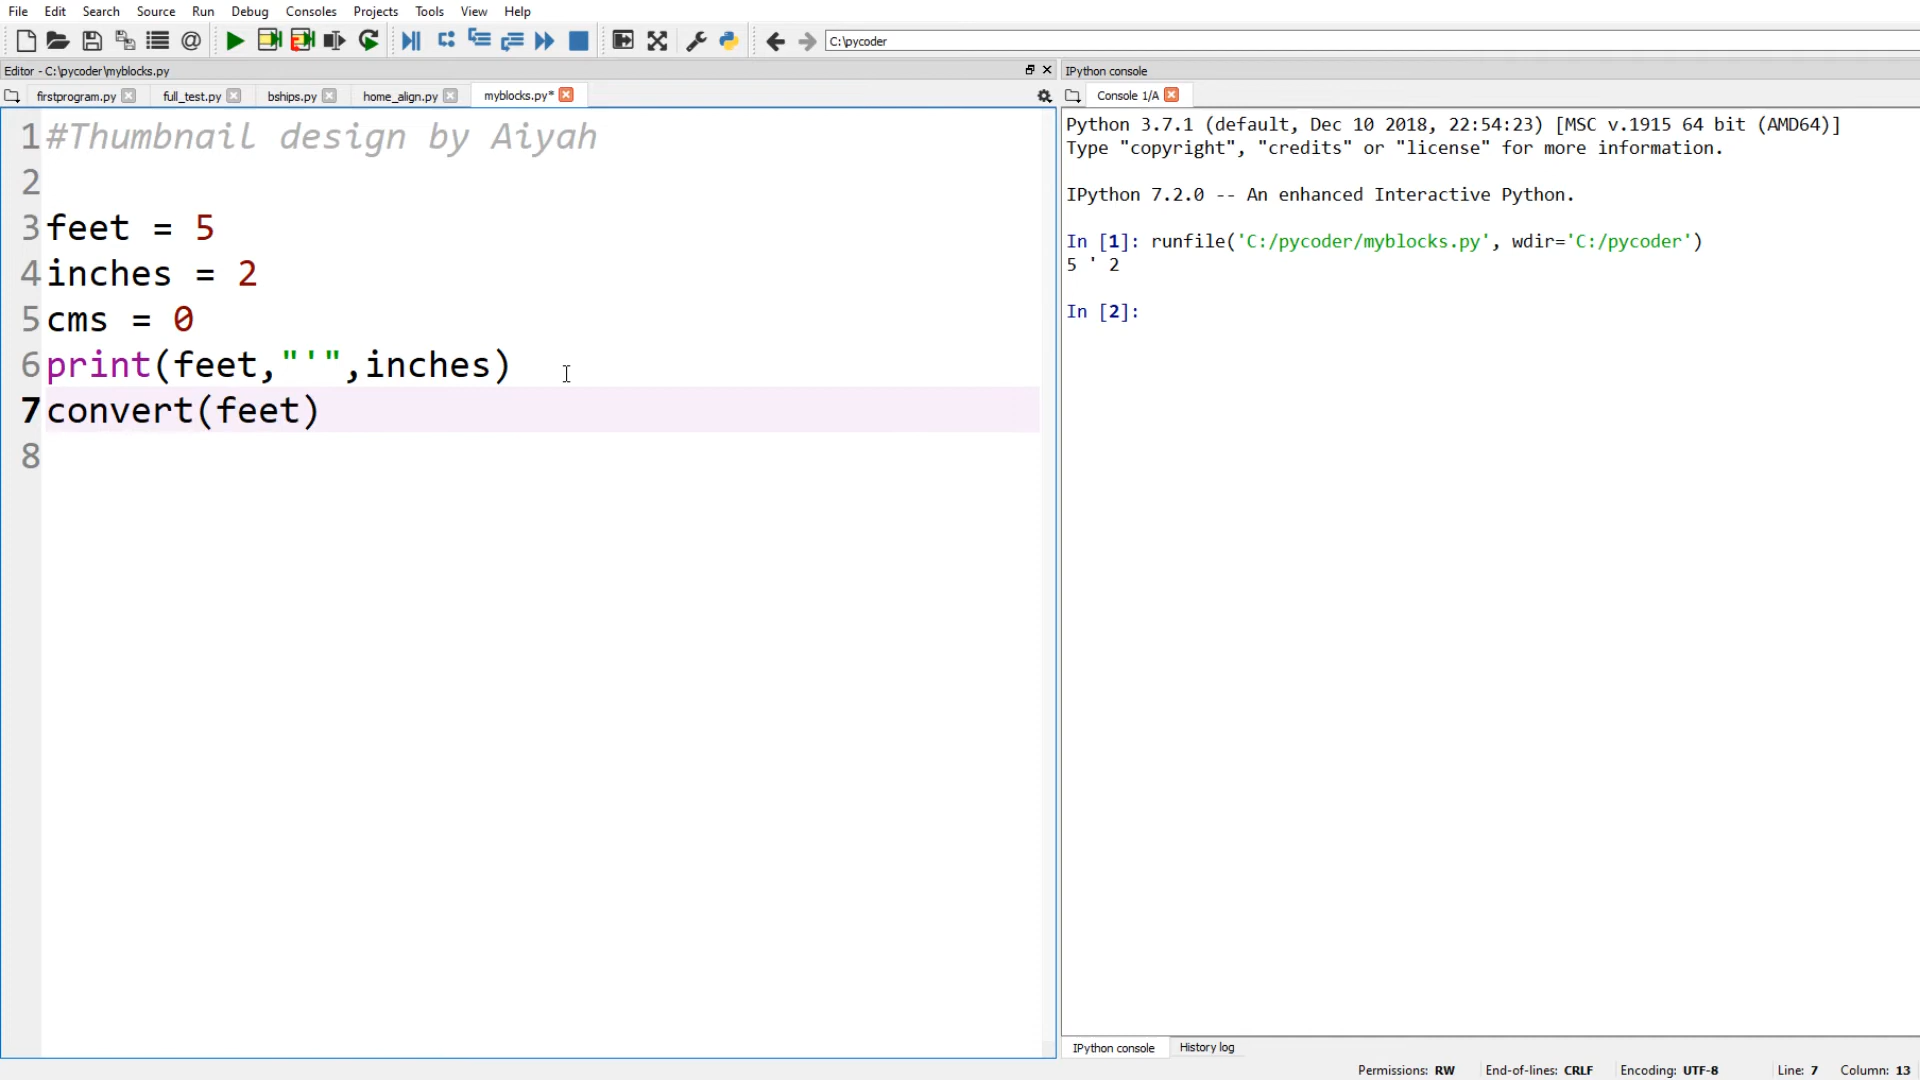 File Edit Search Source Run Debug Consoles Projects Tools View Help
C:\pycoder
Editor - C:\pycoder\myblocks.py
firstprogram.py full_test.py bships.py home_align.py myblocks.py*
1 #Thumbnail design by Aiyah
2
3 feet = 5
4 inches = 2
5 cms = 0
6 print(feet,"'",inches)
7 convert(feet)
8
IPython console
Console 1/A
Python 3.7.1 (default, Dec 10 2018, 22:54:23) [MSC v.1915 64 bit (AMD64)]
Type "copyright", "credits" or "license" for more information.
IPython 7.2.0 -- An enhanced Interactive Python.
In [1]: runfile('C:/pycoder/myblocks.py', wdir='C:/pycoder')
5 ' 2
In [2]:
IPython console History log
Permissions: RW End-of-lines: CRLF Encoding: UTF-8 Line: 7 Column: 13